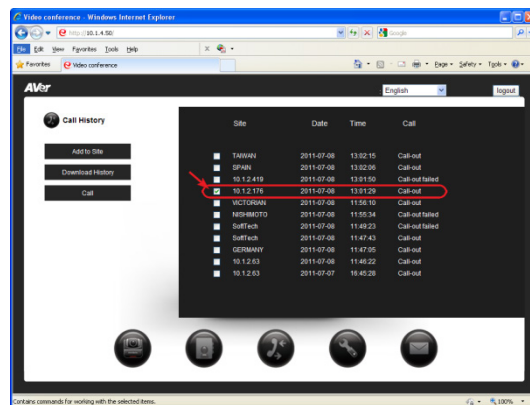 Video conference - Windows Internet Explorer
http://10.1.4.50/
Google
File Edit View Favorites Tools Help
Favorites Video conference
Page Safety Tools
AVer English logout
Call History
Add to Site
Download History
Call
Site Date Time Call
TAIWAN 2011-07-08 13:02:15 Call-out
SPAIN 2011-07-08 13:02:06 Call-out
10.1.2.419 2011-07-08 13:01:50 Call-out failed
10.1.2.176 2011-07-08 13:01:29 Call-out
VICTORIAN 2011-07-08 11:56:10 Call-out
NISHIMOTO 2011-07-08 11:55:34 Call-out failed
SoftTech 2011-07-08 11:49:23 Call-out failed
SoftTech 2011-07-08 11:47:43 Call-out
GERMANY 2011-07-08 11:47:05 Call-out
10.1.2.63 2011-07-08 11:46:22 Call-out
10.1.2.63 2011-07-07 16:45:28 Call-out
Contains commands for working with the selected items.
100%